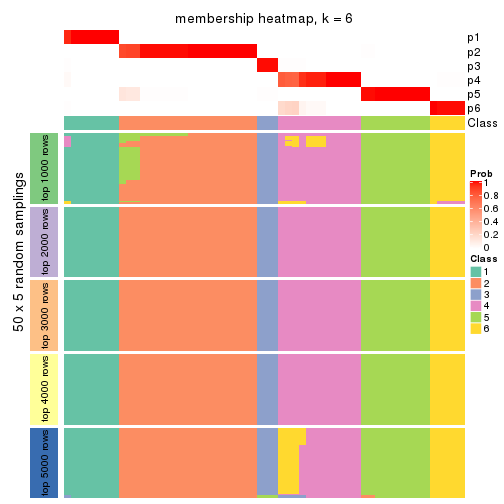 membership heatmap, k = 6
p1
p2
p3
p4
p5
p6
Class
50 x 5 random samplings
top 1000 rows
top 2000 rows
top 3000 rows
top 4000 rows
top 5000 rows
Prob
1
0.8
0.6
0.4
0.2
0
Class
1
2
3
4
5
6